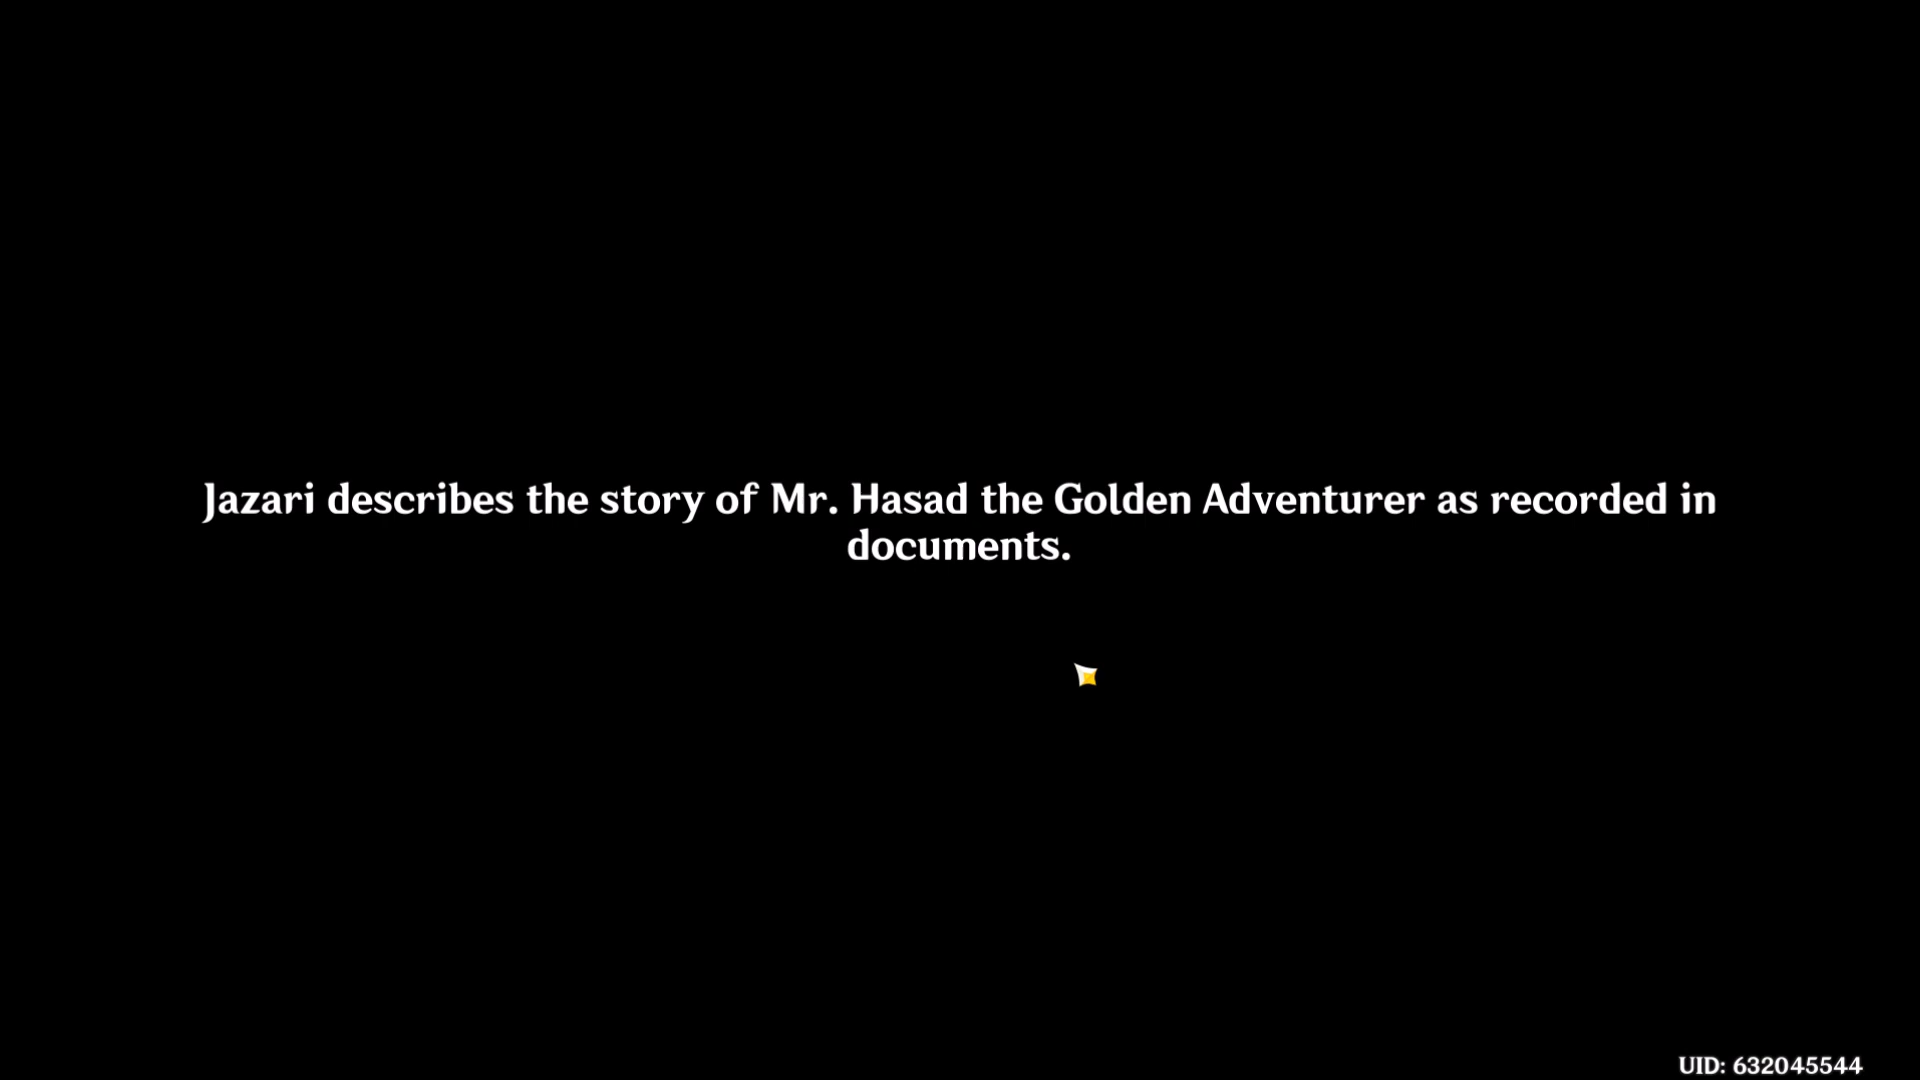 Jazari describes the story of Mr. Hasad the Golden Adventurer as recorded in
documents.
UID: 632045544